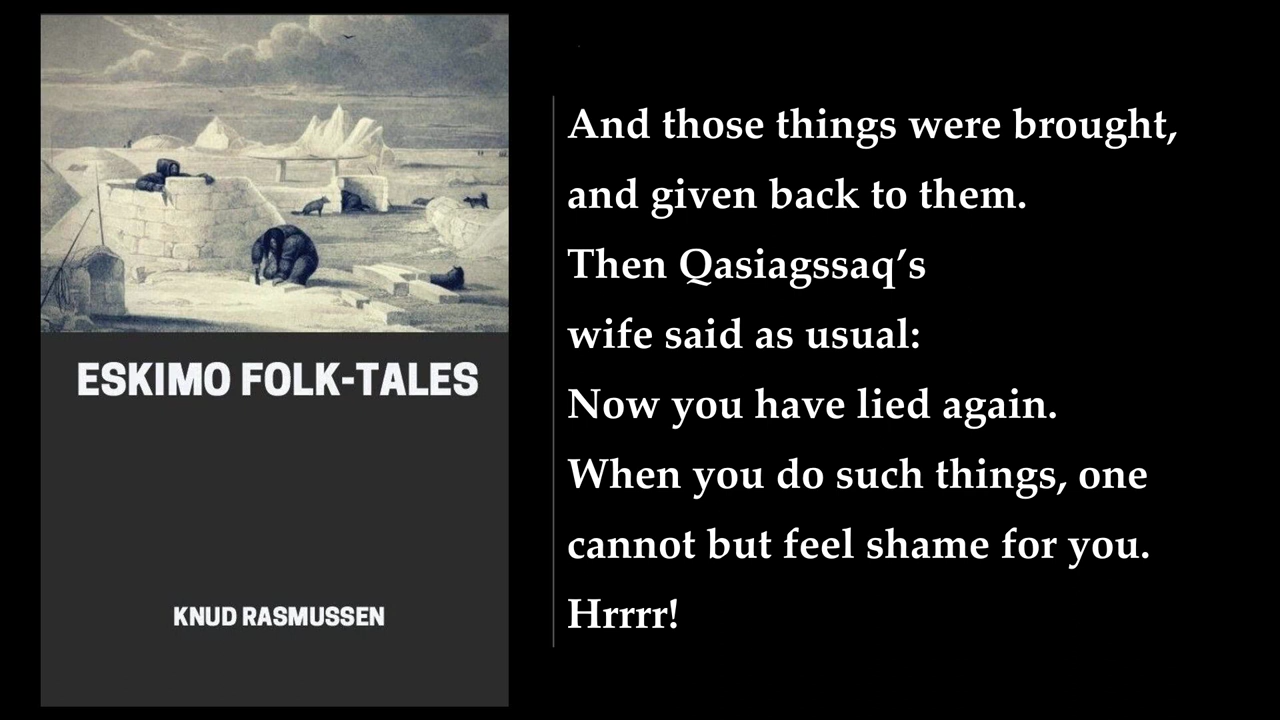 ESKIMO FOLK-TALES
KNUD RASMUSSEN
And those things were brought,
and given back to them.
Then Qasiagssaq’s
wife said as usual:
Now you have lied again.
When you do such things, one
cannot but feel shame for you.
Hrrrr!